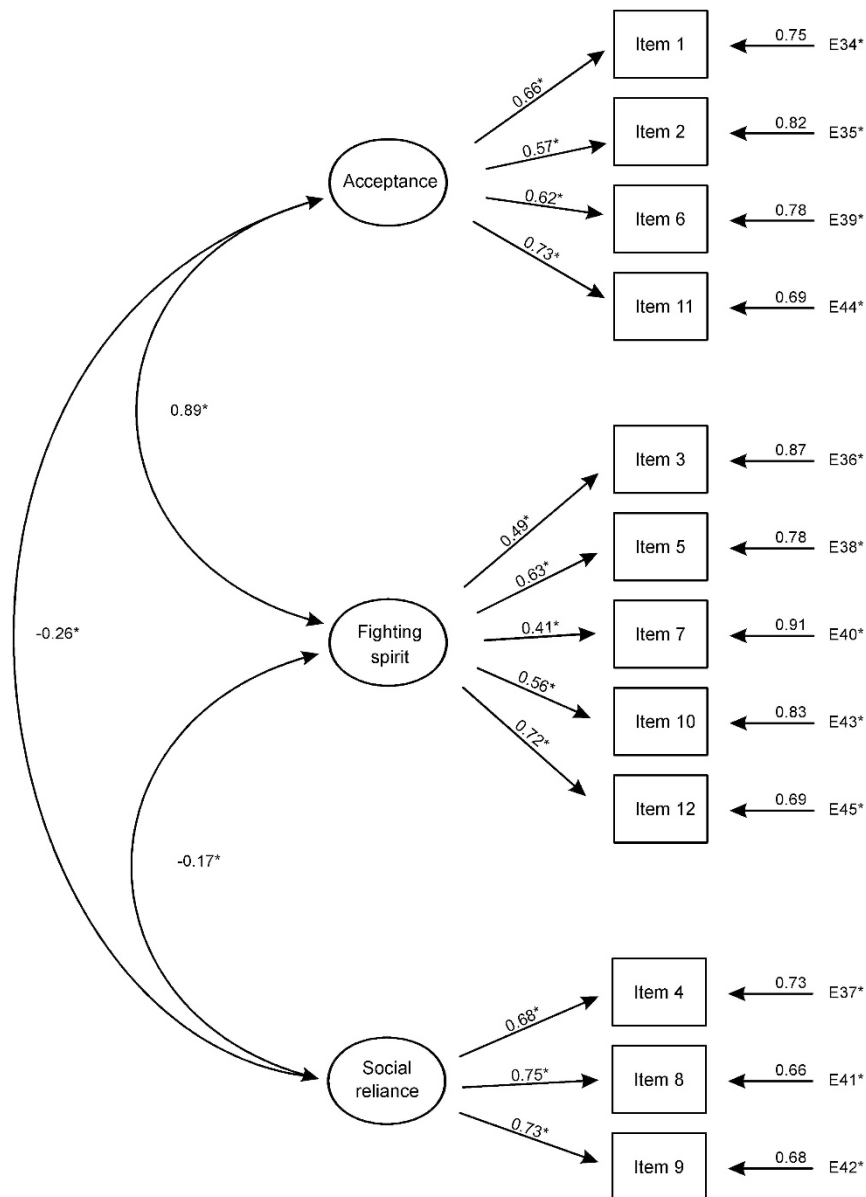 0.75
Item 1
E34*
0.66*
0.82
Item 2
E35*
0.57*
Acceptance
0.62*
0.78
Item 6
E39*
0.73*
0.69
Item 11
E44*
0.89*
0.87
Item 3
E36*
0.49*
0.78
Item 5
E38*
0.63*
-0.26*
Fighting
spirit
0.41*
0.91
Item 7
E40*
0.56*
0.83
Item 10
E43*
0.72*
0.69
Item 12
E45*
-0.17*
0.73
Item 4
E37*
0.68*
Social
reliance
0.75*
0.66
Item 8
E41*
0.73*
0.68
Item 9
E42*